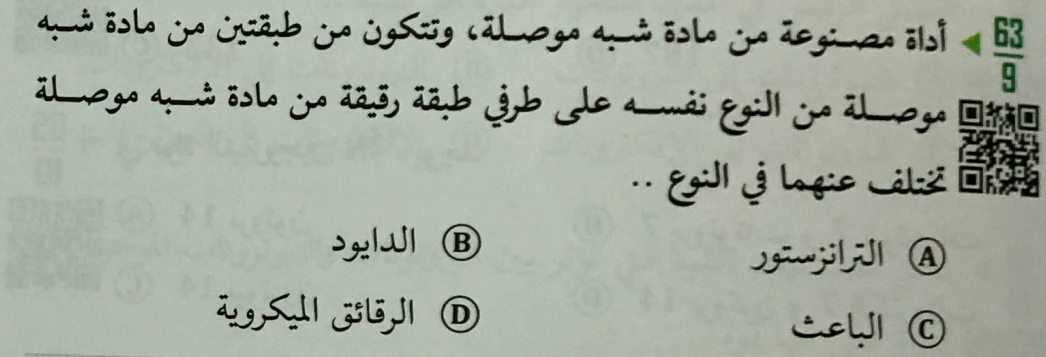 63/9 ◀ أداة مصنوعة من مادة شبه موصلة، وتتكون من طبقتين من مادة شبه
موصلة من النوع نفسه على طرفي طبقة رقيقة من مادة شبه موصلة
تختلف عنهما في النوع ..
Ⓐ الترانزستور Ⓑ الدايود
Ⓒ الباعث Ⓓ الرقائق الميكروية